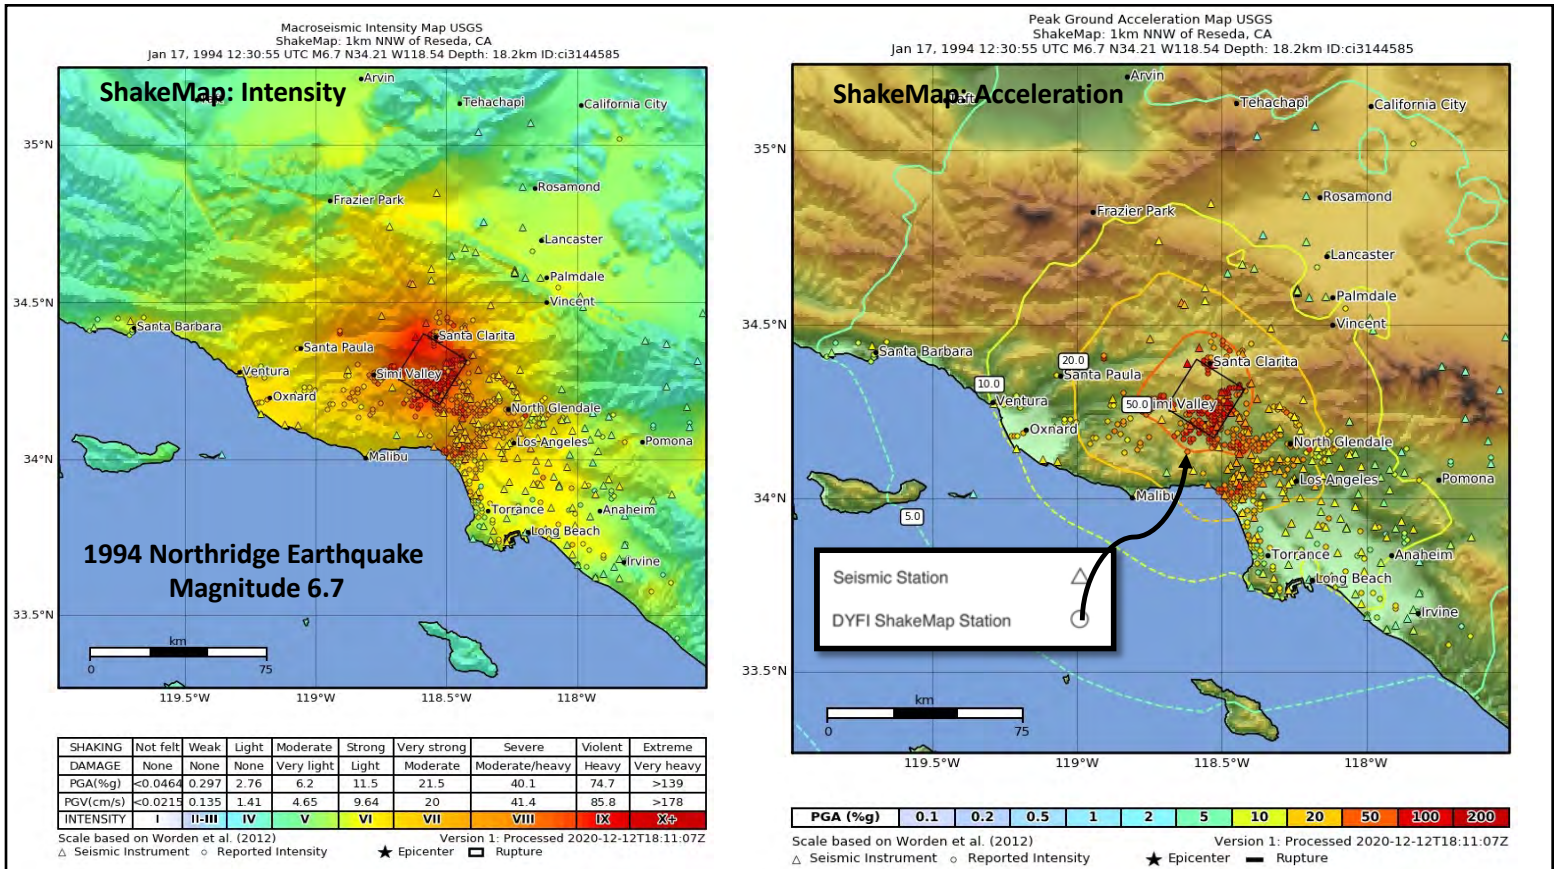 Macroseismic Intensity Map USGS
ShakeMap: 1km NNW of Reseda, CA
Jan 17, 1994 12:30:55 UTC M6.7 N34.21 W118.54 Depth: 18.2km ID:ci3144585
ShakeMap: Intensity
Arvin
Tehachapi
California City
35°N
Frazier Park
Rosamond
Lancaster
Palmdale
34.5°N
Vincent
Santa Barbara
Santa Clarita
Santa Paula
Ventura
Simi Valley
Oxnard
North Glendale
Los Angeles
Pomona
34°N
Malibu
Torrance
Anaheim
Long Beach
Irvine
1994 Northridge Earthquake
Magnitude 6.7
33.5°N
km
0 75
119.5°W 119°W 118.5°W 118°W
SHAKING Not felt Weak Light Moderate Strong Very strong Severe Violent Extreme
DAMAGE None None None Very light Light Moderate Moderate/heavy Heavy Very heavy
PGA(%g) <0.0464 0.297 2.76 6.2 11.5 21.5 40.1 74.7 >139
PGV(cm/s) <0.0215 0.135 1.41 4.65 9.64 20 41.4 85.8 >178
INTENSITY I II-III IV V VI VII VIII IX X+
Scale based on Worden et al. (2012) Version 1: Processed 2020-12-12T18:11:07Z
△ Seismic Instrument ○ Reported Intensity ★ Epicenter Rupture
Peak Ground Acceleration Map USGS
ShakeMap: 1km NNW of Reseda, CA
Jan 17, 1994 12:30:55 UTC M6.7 N34.21 W118.54 Depth: 18.2km ID:ci3144585
ShakeMap: Acceleration
Arvin
Tehachapi
California City
35°N
Rosamond
Frazier Park
Lancaster
Palmdale
34.5°N
Vincent
Santa Barbara
20.0
Santa Clarita
Santa Paula
10.0
Ventura
50.0
imi Valley
Oxnard
North Glendale
Los Angeles
Pomona
34°N
Malibu
5.0
Torrance
Anaheim
Long Beach
Irvine
Seismic Station △
DYFI ShakeMap Station ○
33.5°N
km
0 75
119.5°W 119°W 118.5°W 118°W
PGA (%g) 0.1 0.2 0.5 1 2 5 10 20 50 100 200
Scale based on Worden et al. (2012) Version 1: Processed 2020-12-12T18:11:07Z
△ Seismic Instrument ○ Reported Intensity ★ Epicenter Rupture